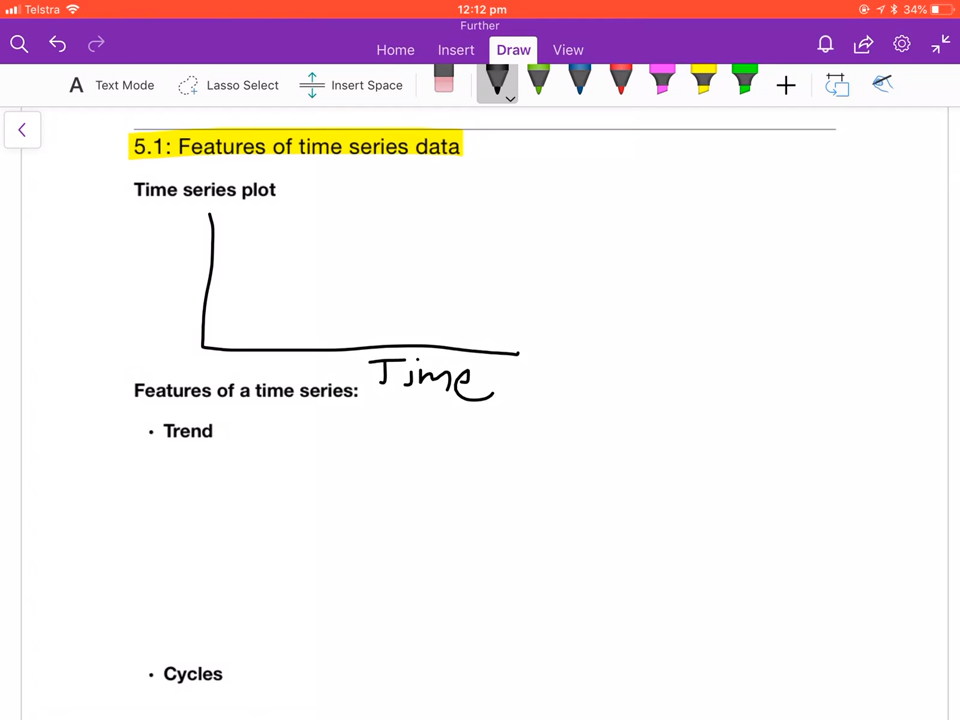 Telstra 12:12 pm 34%
Further
Home Insert Draw View
A Text Mode Lasso Select Insert Space
5.1: Features of time series data
Time series plot
Time
Features of a time series:
• Trend
• Cycles